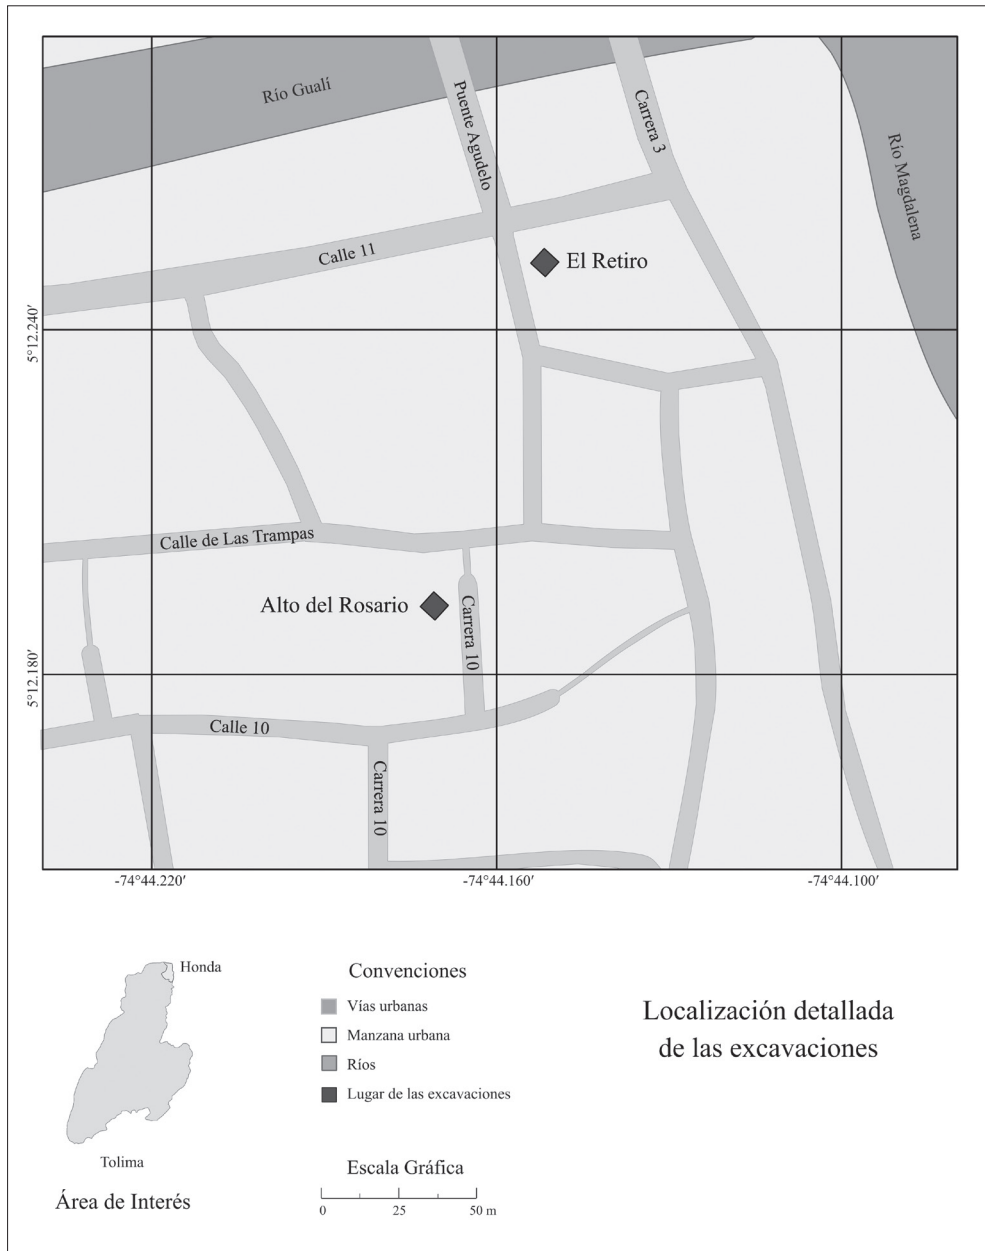 Río Gualí
Puente Agudelo
Carrera 3
Río Magdalena
Calle 11
El Retiro
5°12.240′
Calle de Las Trampas
Alto del Rosario
Carrera 10
5°12.180′
Calle 10
Carrera 10
-74°44.220′
-74°44.160′
-74°44.100′
Honda
Tolima
Área de Interés
Convenciones
Vías urbanas
Manzana urbana
Ríos
Lugar de las excavaciones
Escala Gráfica
0 25 50 m
Localización detallada
de las excavaciones